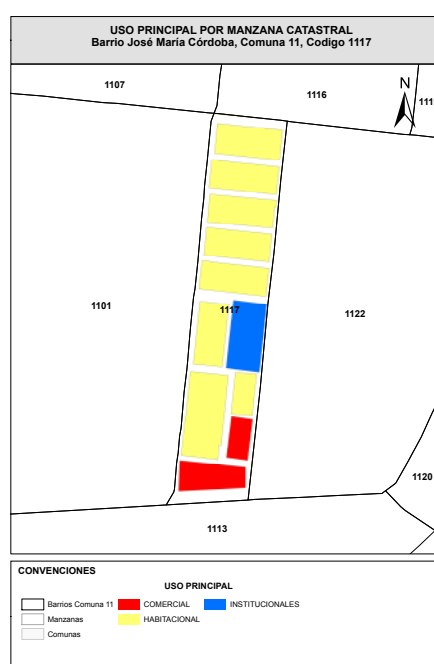 USO PRINCIPAL POR MANZANA CATASTRAL
Barrio José María Córdoba, Comuna 11, Codigo 1117
1107
1116
N
111
1101
1117
1122
1120
1113
CONVENCIONES
USO PRINCIPAL
Barrios Comuna 11
COMERCIAL
INSTITUCIONALES
Manzanas
HABITACIONAL
Comunas